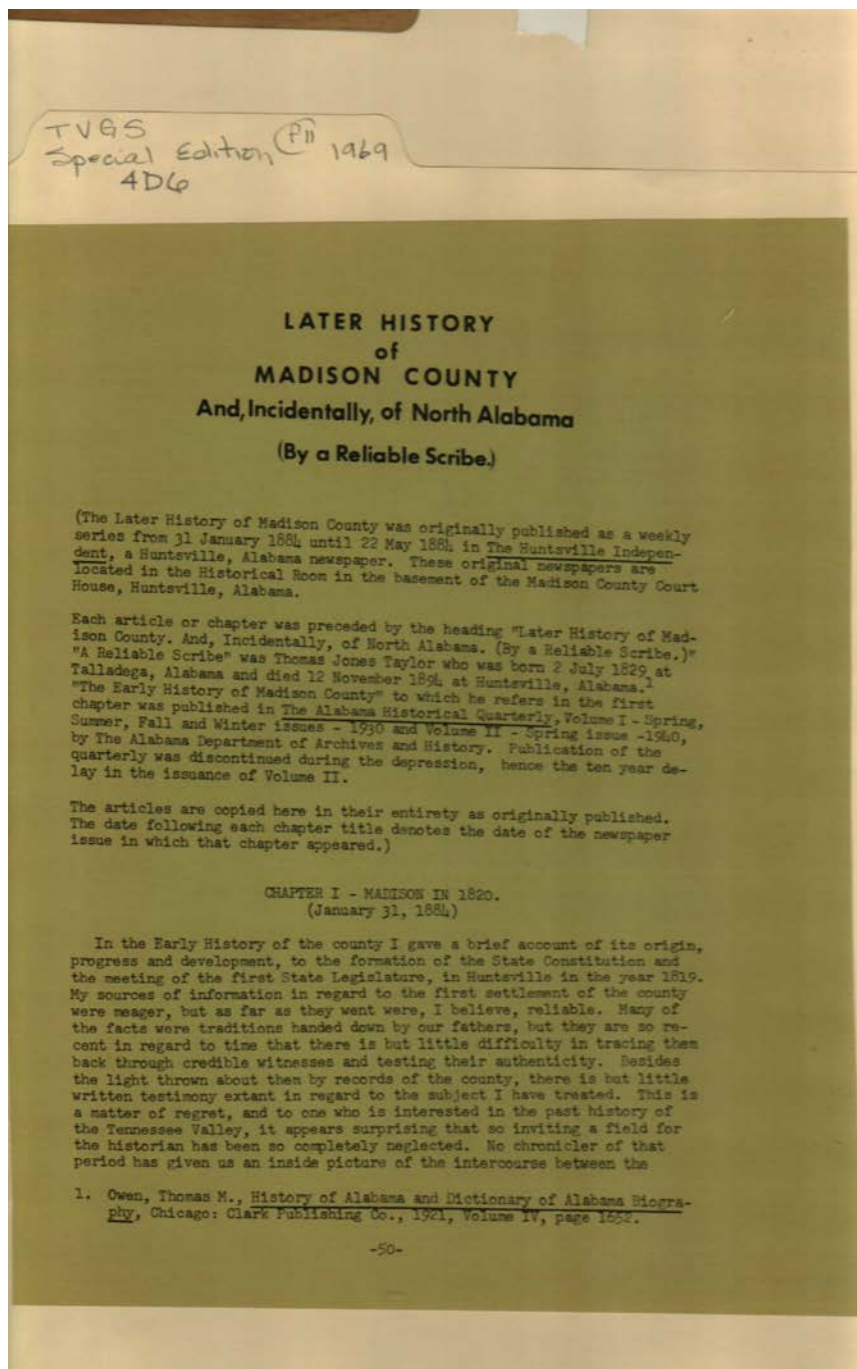 TVGS
Special Edition P11 1969
4D6
LATER HISTORY
of
MADISON COUNTY
And, Incidentally, of North Alabama
(By a Reliable Scribe.)
(The Later History of Madison County was originally published as a weekly
series from 31 January 1884 until 22 May 1884 in The Huntsville Indepen-
dent, a Huntsville, Alabama newspaper. These original newspapers are
located in the Historical Room in the basement of the Madison County Court
House, Huntsville, Alabama.
Each article or chapter was preceded by the heading "Later History of Mad-
ison County. And, Incidentally, of North Alabama. (By a Reliable Scribe.)"
"A Reliable Scribe" was Thomas Jones Taylor who was born 2 July 1829 at
Talladega, Alabama and died 12 November 1894 at Huntsville, Alabama.1
"The Early History of Madison County" to which he refers in the first
chapter was published in The Alabama Historical Quarterly, Volume I - Spring,
Summer, Fall and Winter issues - 1930 and Volume II - Spring issue -1940,
by The Alabama Department of Archives and History. Publication of the
quarterly was discontinued during the depression, hence the ten year de-
lay in the issuance of Volume II.
The articles are copied here in their entirety as originally published.
The date following each chapter title denotes the date of the newspaper
issue in which that chapter appeared.)
CHAPTER I - MADISON IN 1820.
(January 31, 1884)
In the Early History of the county I gave a brief account of its origin,
progress and development, to the formation of the State Constitution and
the meeting of the first State Legislature, in Huntsville in the year 1819.
My sources of information in regard to the first settlement of the county
were meager, but as far as they went were, I believe, reliable. Many of
the facts were traditions handed down by our fathers, but they are so re-
cent in regard to time that there is but little difficulty in tracing them
back through credible witnesses and testing their authenticity. Besides
the light thrown about them by records of the county, there is but little
written testimony extant in regard to the subject I have treated. This is
a matter of regret, and to one who is interested in the past history of
the Tennessee Valley, it appears surprising that so inviting a field for
the historian has been so completely neglected. No chronicler of that
period has given us an inside picture of the intercourse between the
1. Owen, Thomas M., History of Alabama and Dictionary of Alabama Biogra-
phy, Chicago: Clark Publishing Co., 1921, Volume IV, page 1652.
-50-